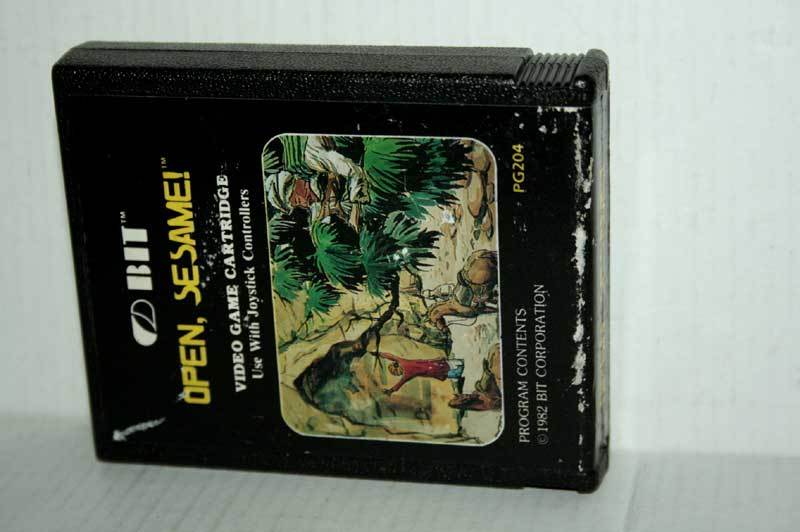 BIT™
OPEN, SESAME!™
VIDEO GAME CARTRIDGE
Use With Joystick Controllers
PG204
PROGRAM CONTENTS
© 1982 BIT CORPORATION